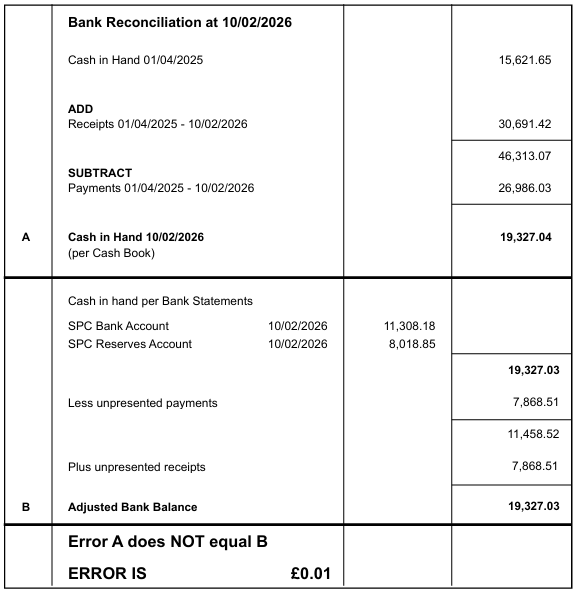 Bank Reconciliation at 10/02/2026
Cash in Hand 01/04/2025 15,621.65
ADD
Receipts 01/04/2025 - 10/02/2026 30,691.42
46,313.07
SUBTRACT
Payments 01/04/2025 - 10/02/2026 26,986.03
A Cash in Hand 10/02/2026 19,327.04
(per Cash Book)
Cash in hand per Bank Statements
SPC Bank Account 10/02/2026 11,308.18
SPC Reserves Account 10/02/2026 8,018.85
19,327.03
Less unpresented payments 7,868.51
11,458.52
Plus unpresented receipts 7,868.51
B Adjusted Bank Balance 19,327.03
Error A does NOT equal B
ERROR IS £0.01